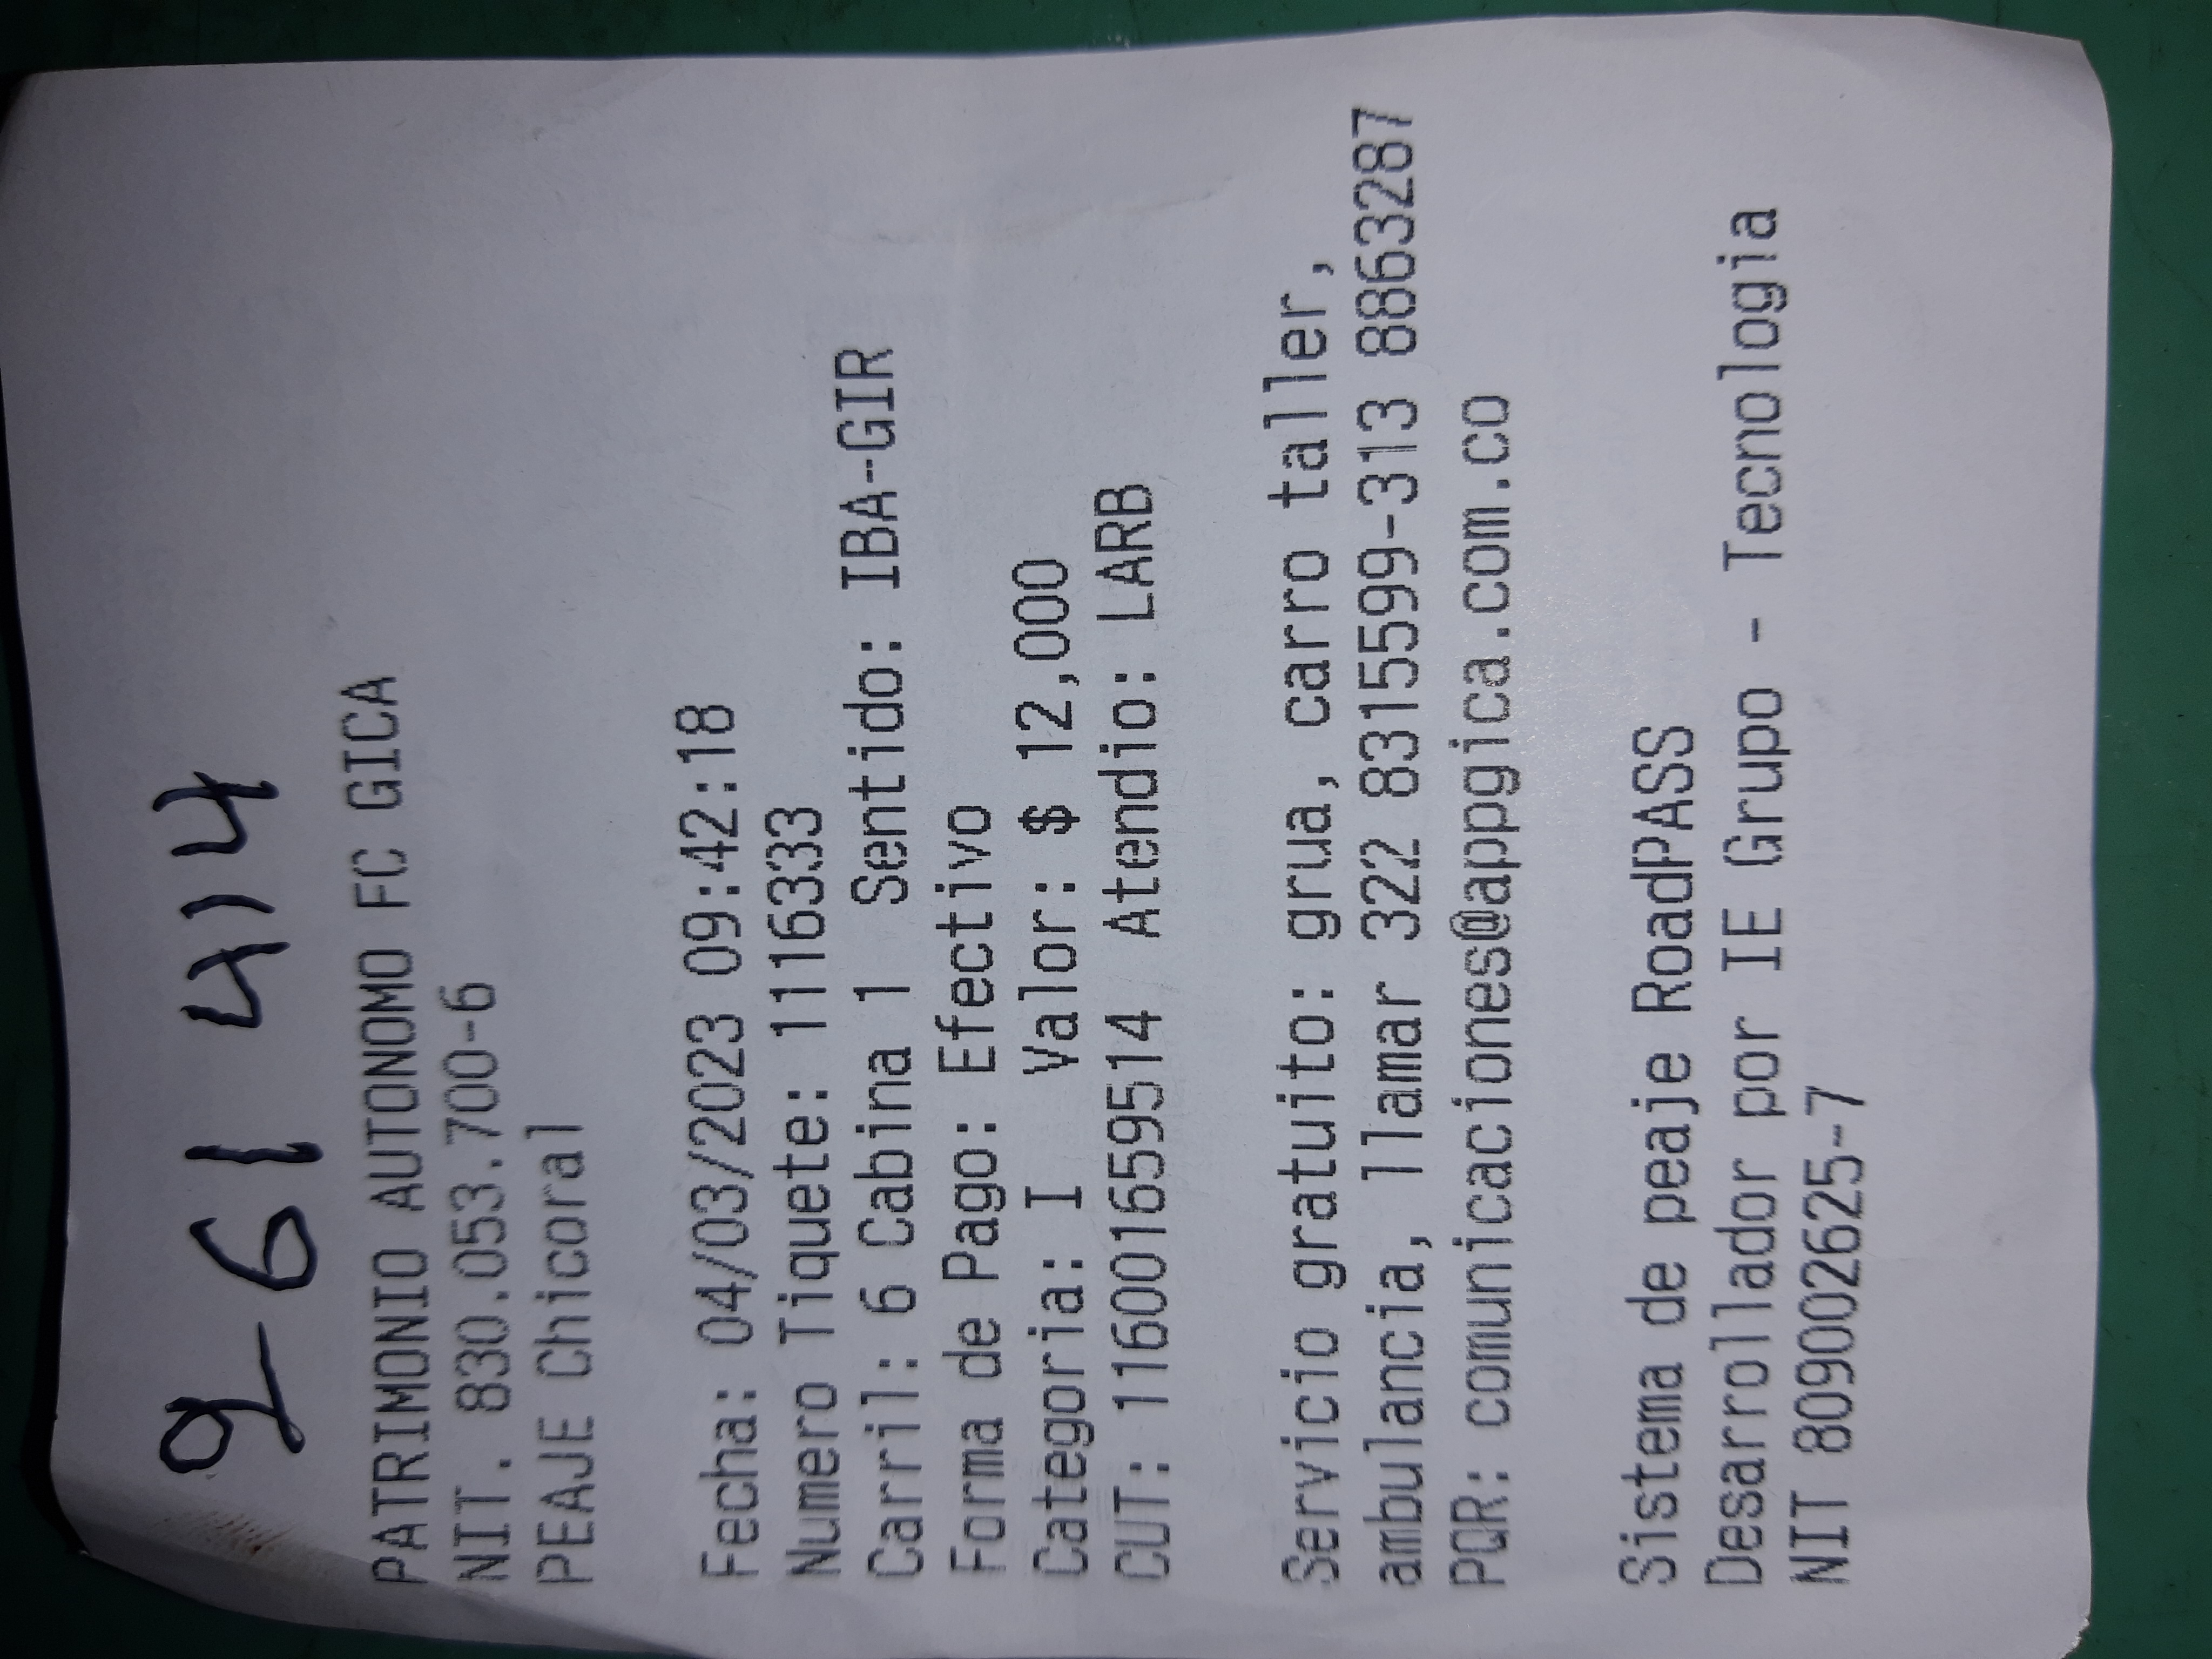 261 414
PATRIMONIO AUTONOMO FC GICA
NIT. 830.053.700-6
PEAJE Chicoral
Fecha: 04/03/2023 09:42:18
Numero Tiquete: 1116333
Carril: 6 Cabina 1 Sentido: IBA-GIR
Forma de Pago: Efectivo
Categoria: I Valor: $ 12,000
CUT: 116001659514 Atendio: LARB
Servicio gratuito: grua, carro taller,
ambulancia, llamar 322 8315599-313 8863287
PQR: comunicaciones@appgica.com.co
Sistema de peaje RoadPASS
Desarrollador por IE Grupo - Tecnologia
NIT 809002625-7